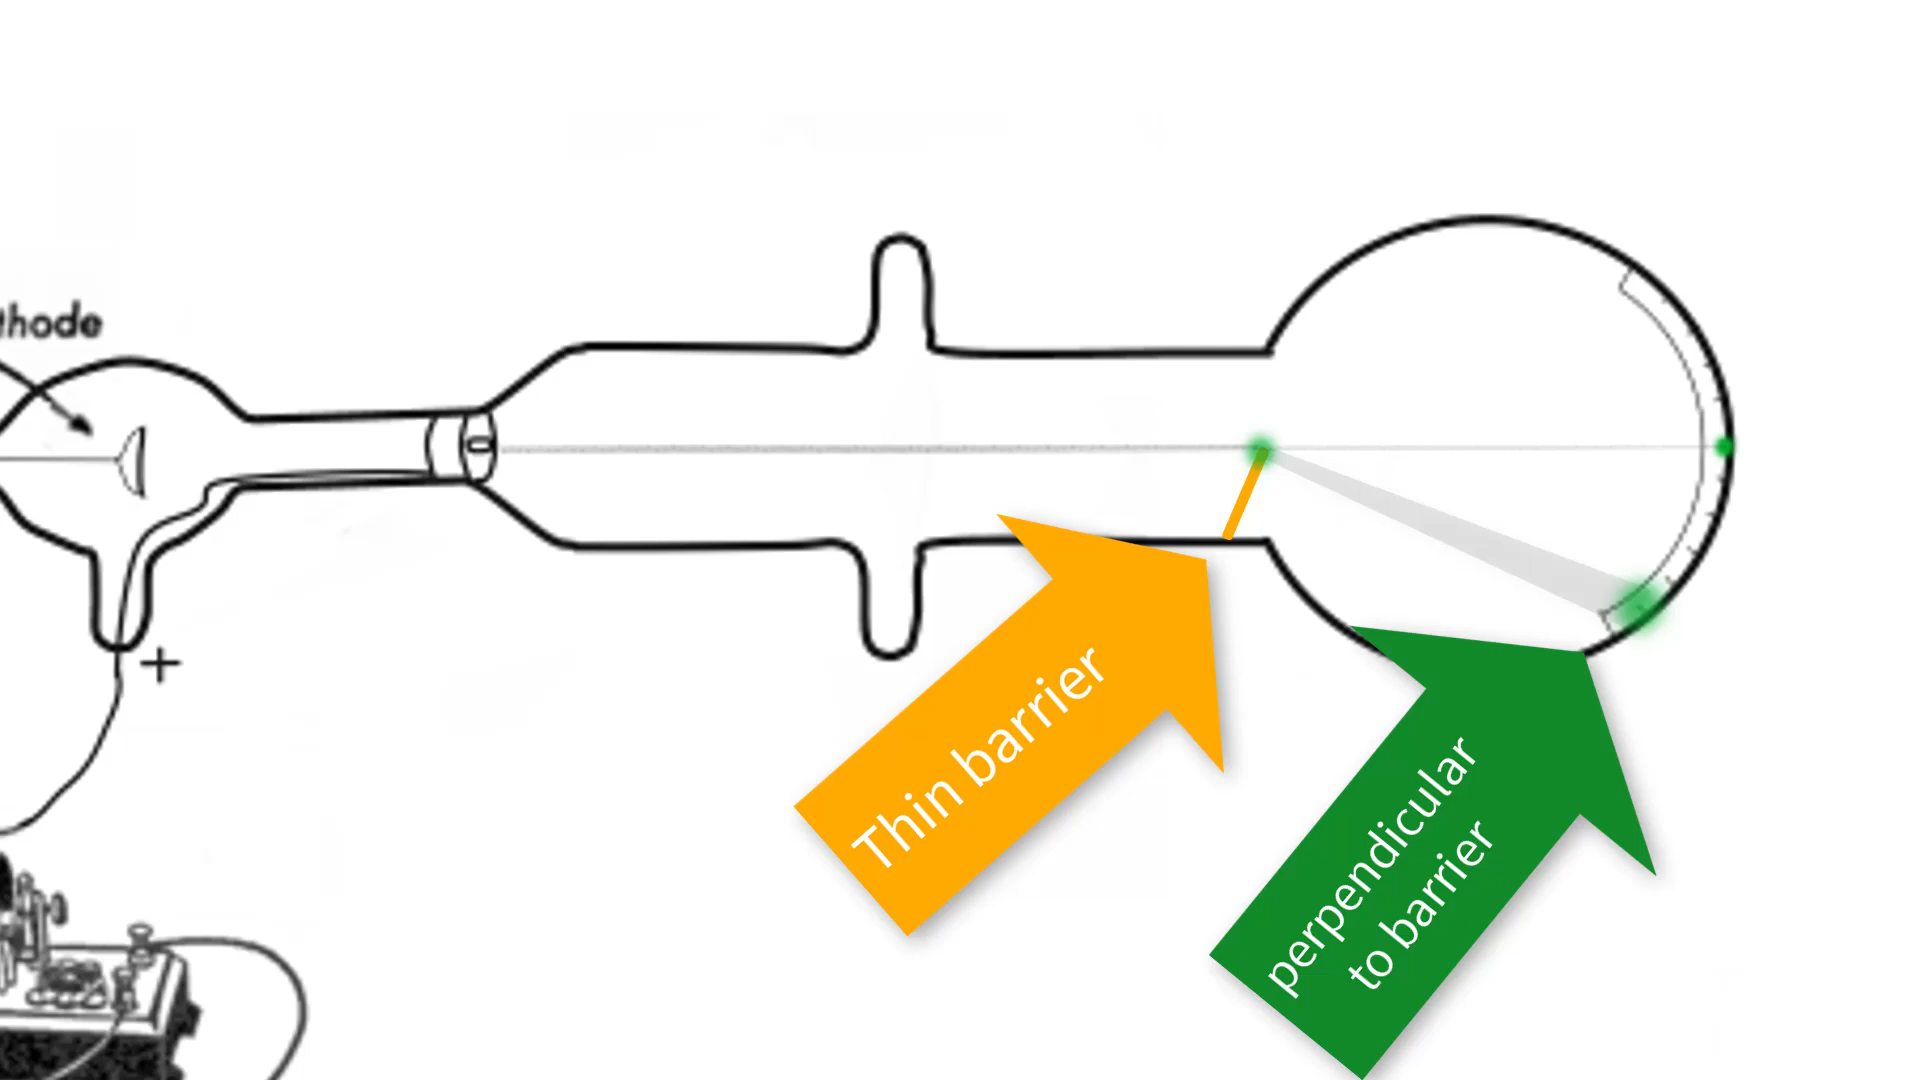 thode
+
Thin barrier
perpendicular
to barrier